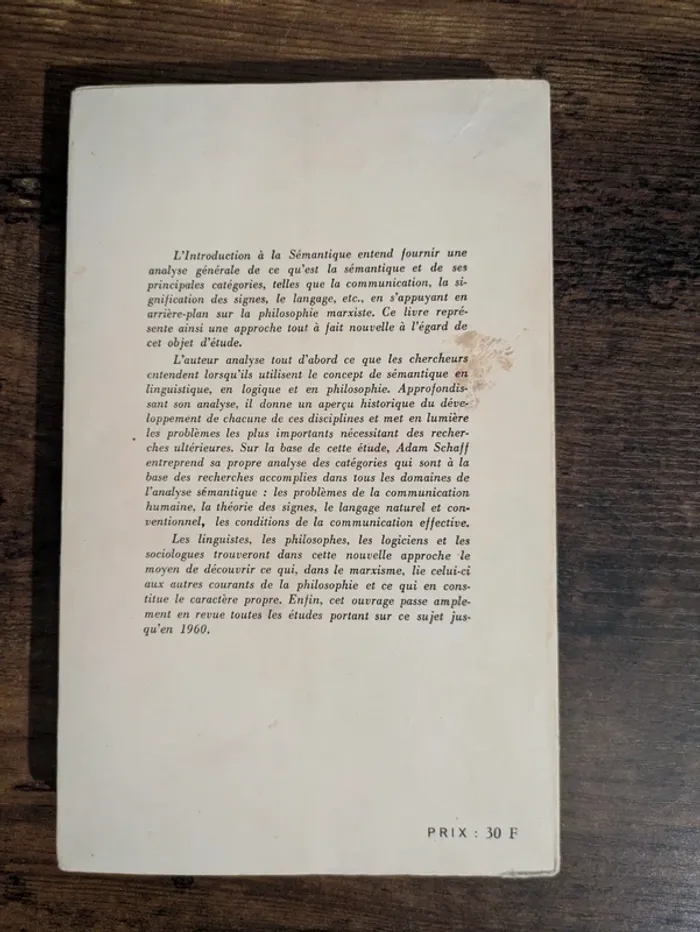 L'Introduction à la Sémantique entend fournir une
analyse générale de ce qu'est la sémantique et de ses
principales catégories, telles que la communication, la si-
gnification des signes, le langage, etc., en s'appuyant en
arrière-plan sur la philosophie marxiste. Ce livre repré-
sente ainsi une approche tout à fait nouvelle à l'égard de
cet objet d'étude.
L'auteur analyse tout d'abord ce que les chercheurs
entendent lorsqu'ils utilisent le concept de sémantique en
linguistique, en logique et en philosophie. Approfondis-
sant son analyse, il donne un aperçu historique du déve-
loppement de chacune de ces disciplines et met en lumière
les problèmes les plus importants nécessitant des recher-
ches ultérieures. Sur la base de cette étude, Adam Schaff
entreprend sa propre analyse des catégories qui sont à la
base des recherches accomplies dans tous les domaines de
l'analyse sémantique : les problèmes de la communication
humaine, la théorie des signes, le langage naturel et con-
ventionnel, les conditions de la communication effective.
Les linguistes, les philosophes, les logiciens et les
sociologues trouveront dans cette nouvelle approche le
moyen de découvrir ce qui, dans le marxisme, lie celui-ci
aux autres courants de la philosophie et ce qui en cons-
titue le caractère propre. Enfin, cet ouvrage passe ample-
ment en revue toutes les études portant sur ce sujet jus-
qu'en 1960.
PRIX : 30 F